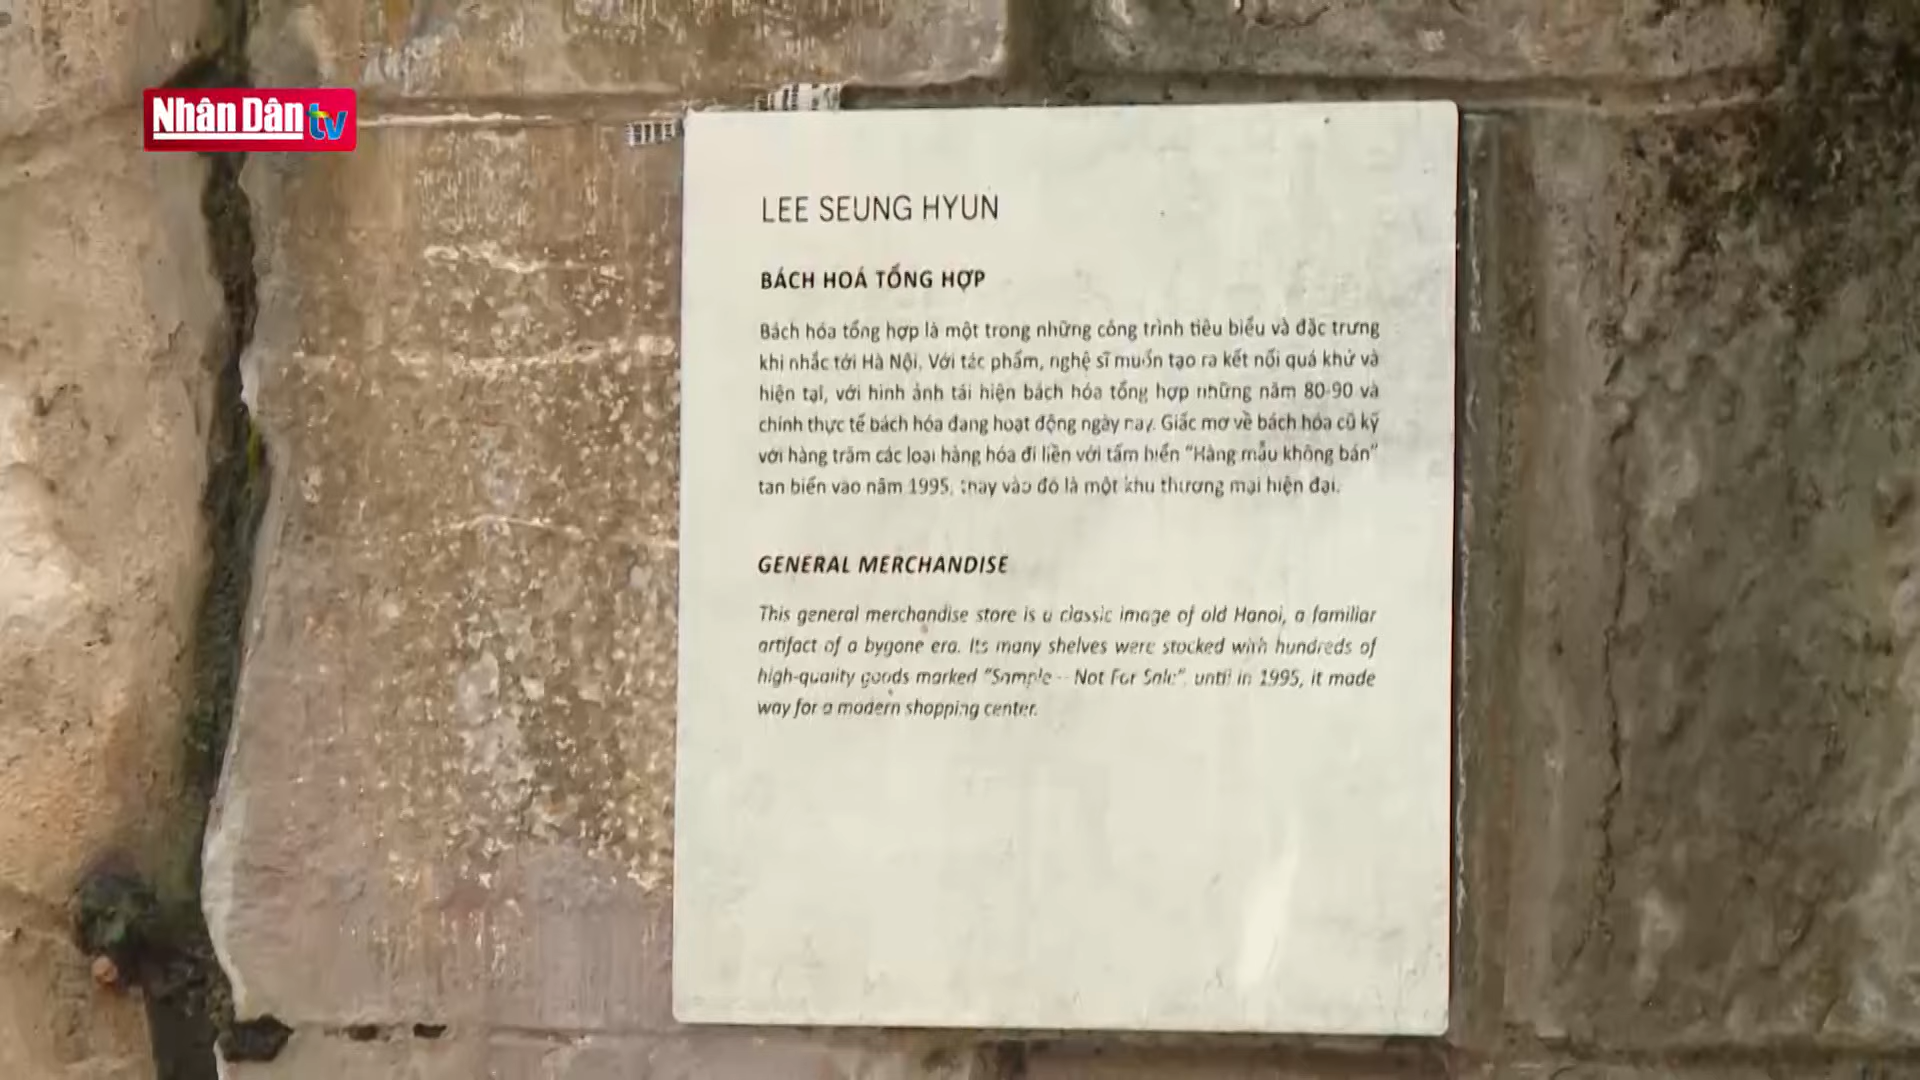 Nhân Dân tv
LEE SEUNG HYUN
BÁCH HOÁ TỔNG HỢP
Bách hóa tổng hợp là một trong những công trình tiêu biểu và đặc trưng
khi nhắc tới Hà Nội. Với tác phẩm, nghệ sĩ muốn tạo ra kết nối quá khứ và
hiện tại, với hình ảnh tái hiện bách hóa tổng hợp những năm 80-90 và
chính thực tế bách hóa đang hoạt động ngày nay. Giấc mơ về bách hóa cũ kỹ
với hàng trăm các loại hàng hóa đi liền với tấm biển "Hàng mẫu không bán"
tan biến vào năm 1995, thay vào đó là một khu thương mại hiện đại.
GENERAL MERCHANDISE
This general merchandise store is a classic image of old Hanoi, a familiar
artifact of a bygone era. Its many shelves were stocked with hundreds of
high-quality goods marked "Sample - Not For Sale", until in 1995, it made
way for a modern shopping center.